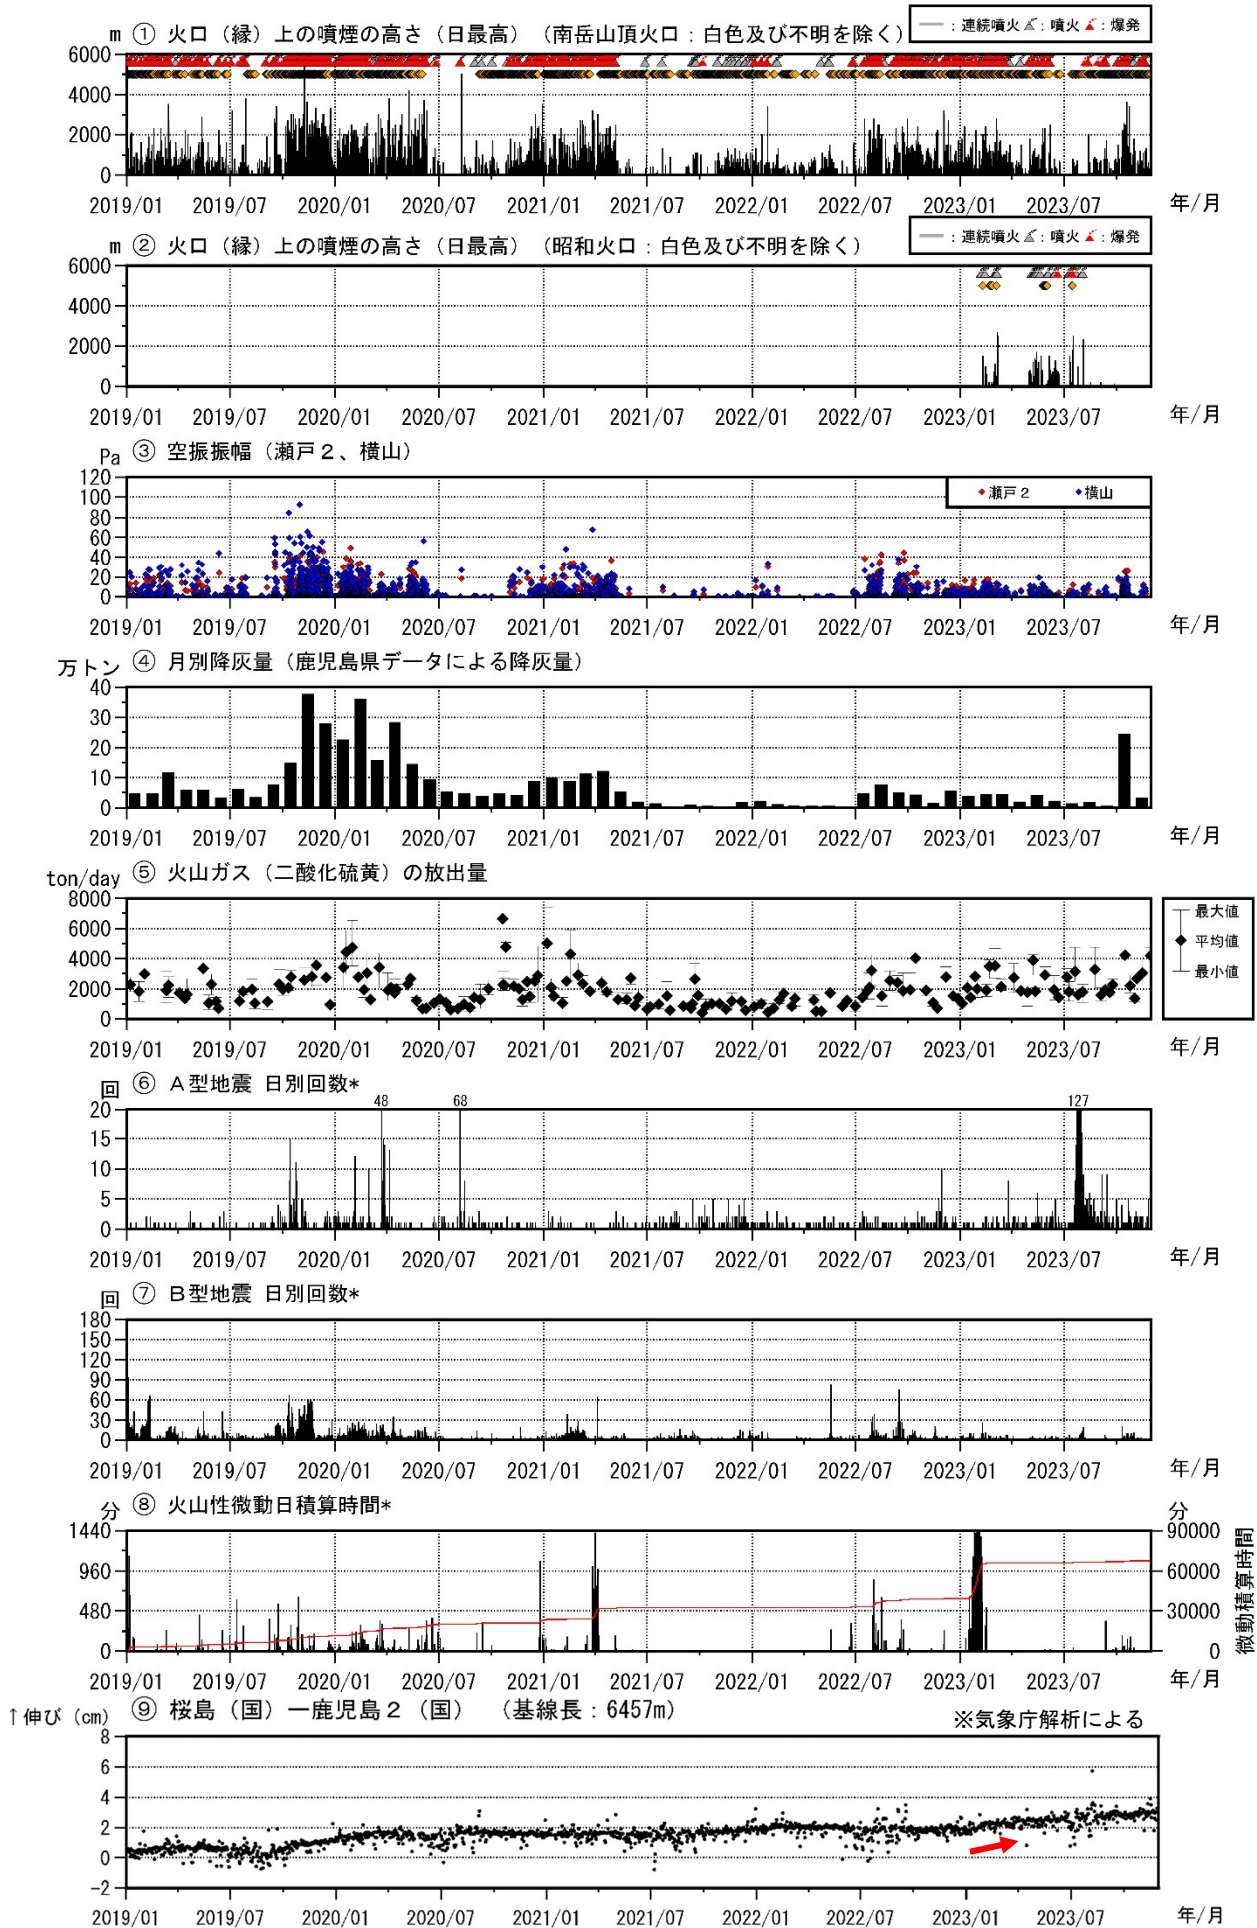 m ① 火口（縁）上の噴煙の高さ（日最高）（南岳山頂火口：白色及び不明を除く）
：連続噴火 ：噴火 ：爆発
6000
4000
2000
0
2019/01 2019/07 2020/01 2020/07 2021/01 2021/07 2022/01 2022/07 2023/01 2023/07 年/月
m ② 火口（縁）上の噴煙の高さ（日最高）（昭和火口：白色及び不明を除く）
：連続噴火 ：噴火 ：爆発
6000
4000
2000
0
2019/01 2019/07 2020/01 2020/07 2021/01 2021/07 2022/01 2022/07 2023/01 2023/07 年/月
Pa ③ 空振振幅（瀬戸２、横山）
瀬戸２ 横山
120
100
80
60
40
20
0
2019/01 2019/07 2020/01 2020/07 2021/01 2021/07 2022/01 2022/07 2023/01 2023/07 年/月
万トン ④ 月別降灰量（鹿児島県データによる降灰量）
40
30
20
10
0
2019/01 2019/07 2020/01 2020/07 2021/01 2021/07 2022/01 2022/07 2023/01 2023/07 年/月
ton/day ⑤ 火山ガス（二酸化硫黄）の放出量
8000
6000
4000
2000
0
最大値
平均値
最小値
2019/01 2019/07 2020/01 2020/07 2021/01 2021/07 2022/01 2022/07 2023/01 2023/07 年/月
回 ⑥ Ａ型地震 日別回数*
48 68 127
20
15
10
5
0
2019/01 2019/07 2020/01 2020/07 2021/01 2021/07 2022/01 2022/07 2023/01 2023/07 年/月
回 ⑦ Ｂ型地震 日別回数*
180
150
120
90
60
30
0
2019/01 2019/07 2020/01 2020/07 2021/01 2021/07 2022/01 2022/07 2023/01 2023/07 年/月
分 ⑧ 火山性微動日積算時間* 分
1440 90000
960 60000
480 30000
0 0
微動積算時間
2019/01 2019/07 2020/01 2020/07 2021/01 2021/07 2022/01 2022/07 2023/01 2023/07 年/月
↑伸び（cm） ⑨ 桜島（国）－鹿児島２（国） （基線長：6457m）
※気象庁解析による
8
6
4
2
0
-2
2019/01 2019/07 2020/01 2020/07 2021/01 2021/07 2022/01 2022/07 2023/01 2023/07 年/月